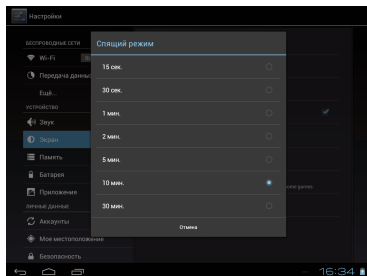 Настройки
БЕСПРОВОДНЫЕ СЕТИ
Wi-Fi
Передача данны
Ещё...
УСТРОЙСТВО
Звук
Экран
Память
Батарея
Приложения
ЛИЧНЫЕ ДАННЫЕ
Аккаунты
Мое местоположение
Безопасность
Спящий режим
15 сек.
30 сек.
1 мин.
2 мин.
5 мин.
10 мин.
30 мин.
Отмена
some games.
16:34